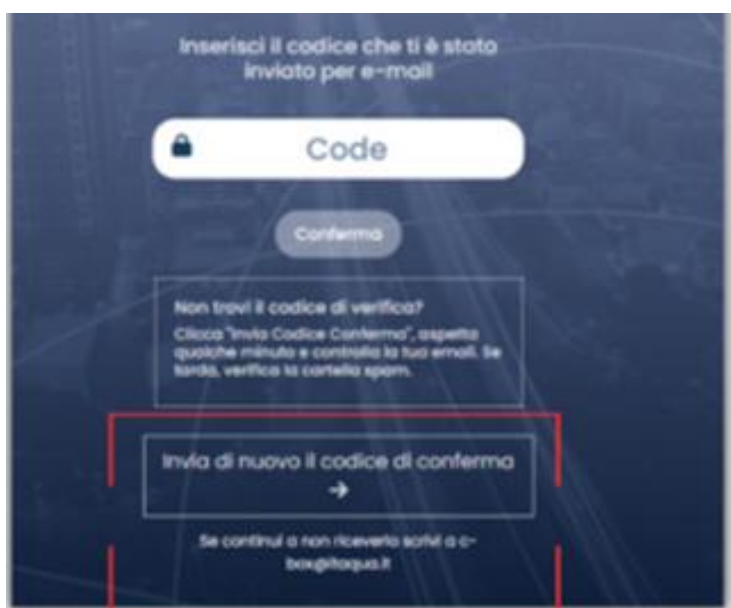 Inserisci il codice che ti è stato
inviato per e-mail
Code
Conferma
Non trovi il codice di verifica?
Clicca "Invia Codice Conferma", aspetta
qualche minuto e controlla la tua email. Se
tarda, verifica la cartella spam.
Invia di nuovo il codice di conferma
→
Se continui a non riceverlo scrivi a c-
box@itaqua.it